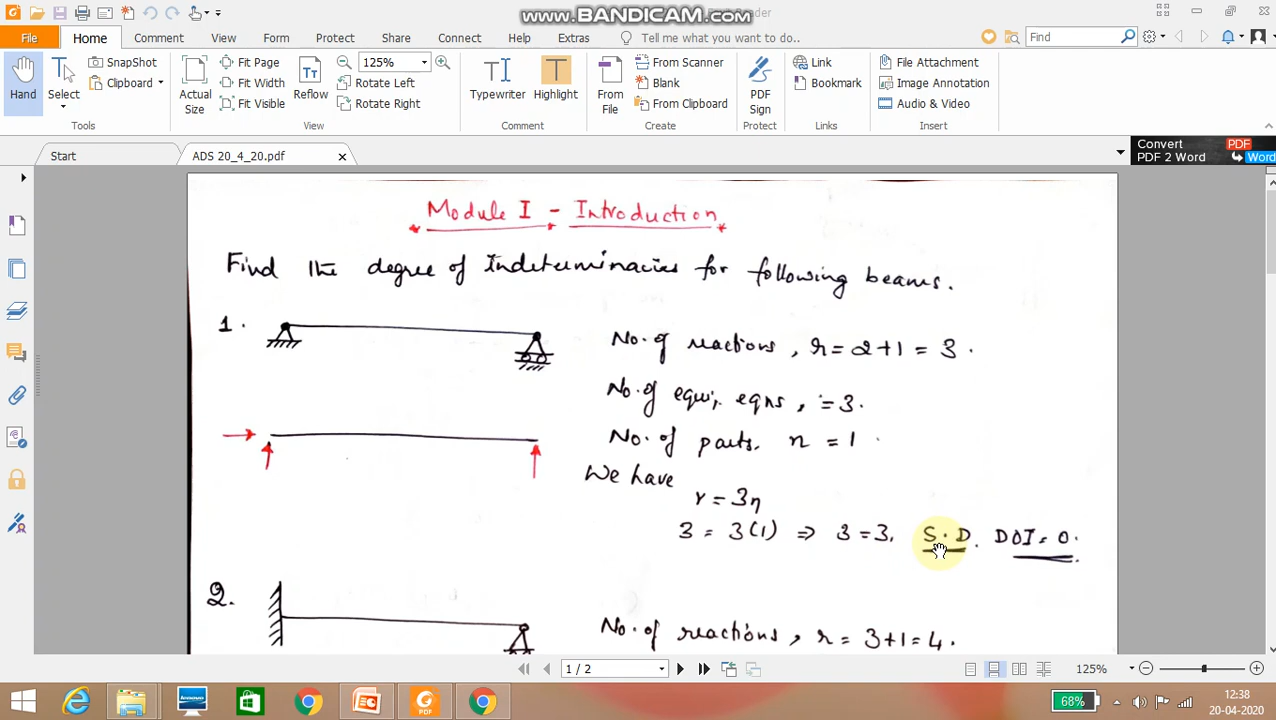 www.BANDICAM.com
File Home Comment View Form Protect Share Connect Help Extras Tell me what you want to do... Find
Hand
Select
SnapShot
Clipboard
Tools
Actual Size
Fit Page
Fit Width
Fit Visible
Reflow
125%
Rotate Left
Rotate Right
View
Typewriter
Highlight
Comment
From File
From Scanner
Blank
From Clipboard
Create
PDF Sign
Protect
Link
Bookmark
Links
File Attachment
Image Annotation
Audio & Video
Insert
Start ADS 20_4_20.pdf
Convert PDF
PDF 2 Word Word
Module I - Introduction
Find the degree of Indeterminacies for following beams.
1.
No. of reactions, r = 2+1 = 3.
No. of equi. eqns, = 3.
No. of parts. n = 1
We have
r = 3n
3 = 3(1) ⇒ 3 = 3. S.D. DOI = 0.
2.
No. of reactions, r = 3+1 = 4.
1 / 2
125%
PDF
68%
12:38
20-04-2020